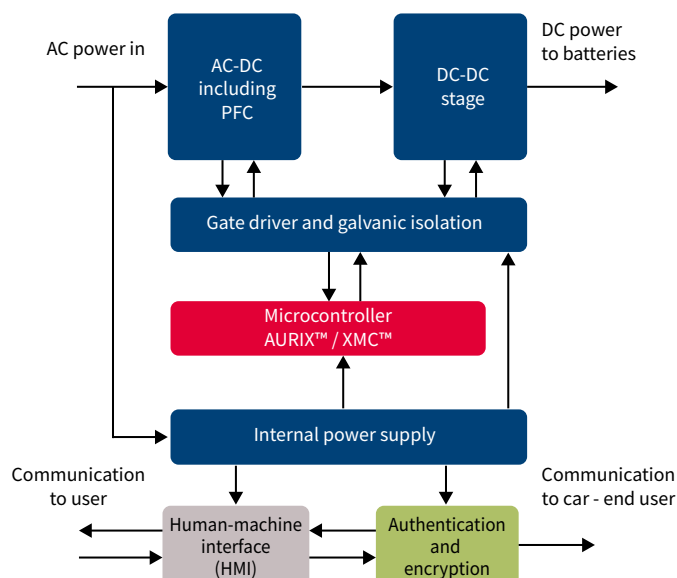 AC power in
AC-DC
including
PFC
DC-DC
stage
DC power
to batteries
Gate driver and galvanic isolation
Microcontroller
AURIX™ / XMC™
Internal power supply
Communication
to user
Human-machine
interface
(HMI)
Authentication
and
encryption
Communication
to car - end user